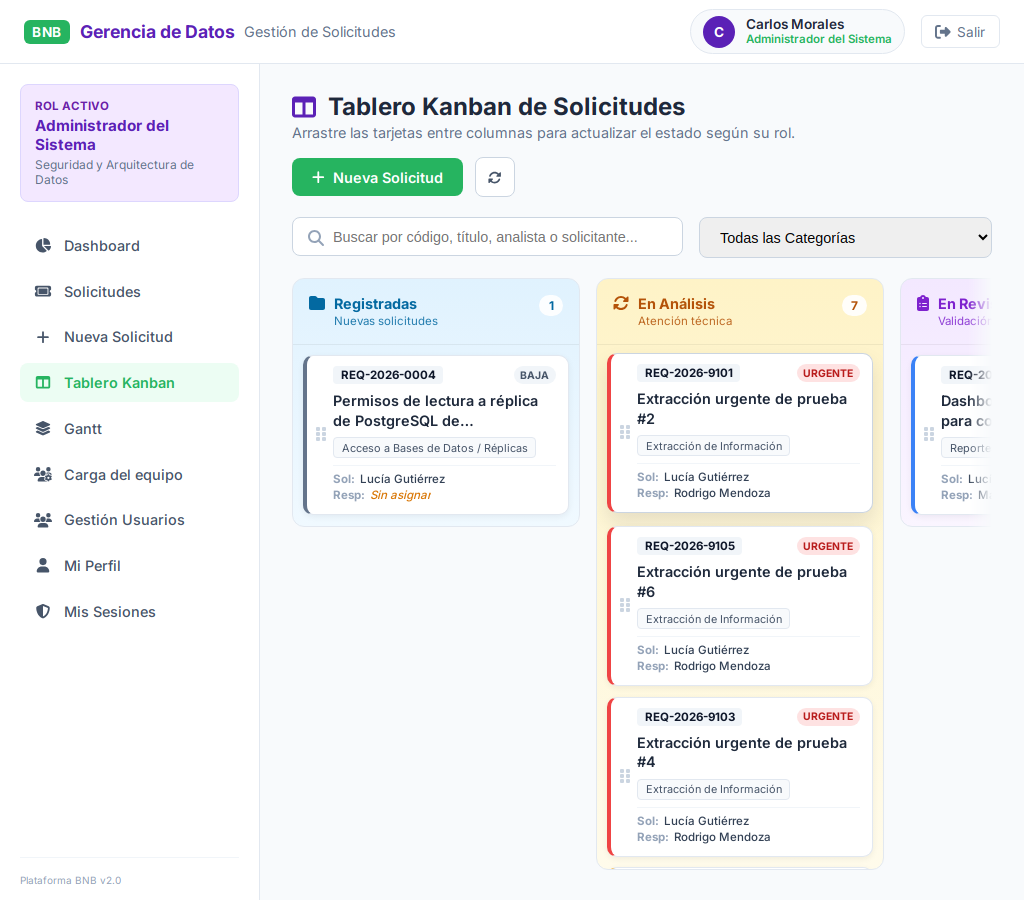 BNB Gerencia de Datos Gestión de Solicitudes
C Carlos Morales
Administrador del Sistema
Salir
ROL ACTIVO
Administrador del
Sistema
Seguridad y Arquitectura de
Datos
Dashboard
Solicitudes
Nueva Solicitud
Tablero Kanban
Gantt
Carga del equipo
Gestión Usuarios
Mi Perfil
Mis Sesiones
Plataforma BNB v2.0
Tablero Kanban de Solicitudes
Arrastre las tarjetas entre columnas para actualizar el estado según su rol.
Nueva Solicitud
Buscar por código, título, analista o solicitante...
Todas las Categorías
Registradas 1
Nuevas solicitudes
REQ-2026-0004 BAJA
Permisos de lectura a réplica
de PostgreSQL de...
Acceso a Bases de Datos / Réplicas
Sol: Lucía Gutiérrez
Resp: Sin asignar
En Análisis 7
Atención técnica
REQ-2026-9101 URGENTE
Extracción urgente de prueba
#2
Extracción de Información
Sol: Lucía Gutiérrez
Resp: Rodrigo Mendoza
REQ-2026-9105 URGENTE
Extracción urgente de prueba
#6
Extracción de Información
Sol: Lucía Gutiérrez
Resp: Rodrigo Mendoza
REQ-2026-9103 URGENTE
Extracción urgente de prueba
#4
Extracción de Información
Sol: Lucía Gutiérrez
Resp: Rodrigo Mendoza
En
para
Sol:
Resp: